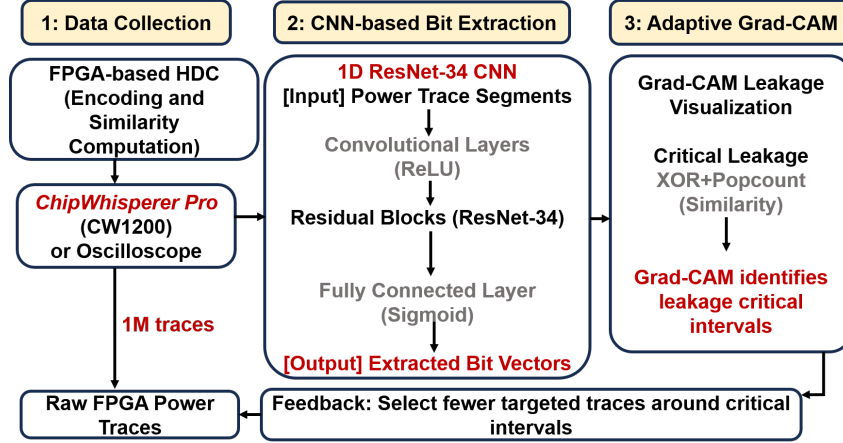 1: Data Collection
FPGA-based HDC
(Encoding and
Similarity
Computation)
ChipWhisperer Pro
(CW1200)
or Oscilloscope
1M traces
Raw FPGA Power
Traces
2: CNN-based Bit Extraction
1D ResNet-34 CNN
[Input] Power Trace Segments
Convolutional Layers
(ReLU)
Residual Blocks (ResNet-34)
Fully Connected Layer
(Sigmoid)
[Output] Extracted Bit Vectors
3: Adaptive Grad-CAM
Grad-CAM Leakage
Visualization
Critical Leakage
XOR+Popcount
(Similarity)
Grad-CAM identifies
leakage critical
intervals
Feedback: Select fewer targeted traces around critical
intervals